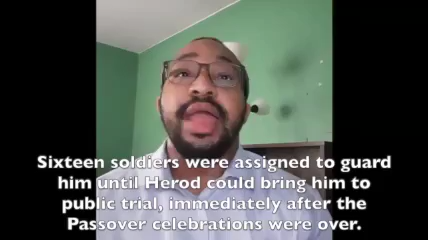 Sixteen soldiers were assigned to guard
him until Herod could bring him to
public trial, immediately after the
Passover celebrations were over.